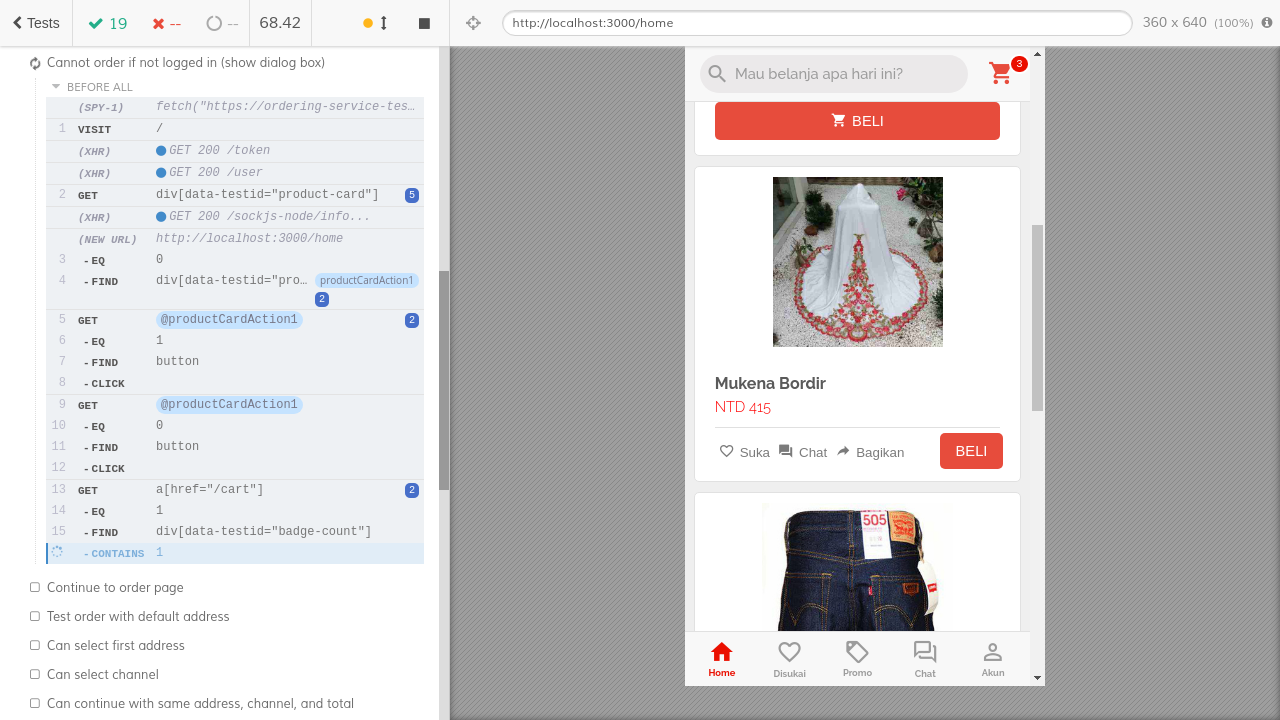 Tests
19
--
--
68.42
http://localhost:3000/home
360 x 640 (100%)
Cannot order if not logged in (show dialog box)
BEFORE ALL
(SPY-1) fetch("https://ordering-service-tes…
1 VISIT /
(XHR) GET 200 /token
(XHR) GET 200 /user
2 GET div[data-testid="product-card"] 5
(XHR) GET 200 /sockjs-node/info...
(NEW URL) http://localhost:3000/home
3 - EQ 0
4 - FIND div[data-testid="pro… productCardAction1
2
5 GET @productCardAction1 2
6 - EQ 1
7 - FIND button
8 - CLICK
9 GET @productCardAction1
10 - EQ 0
11 - FIND button
12 - CLICK
13 GET a[href="/cart"] 2
14 - EQ 1
15 - FIND div[data-testid="badge-count"]
- CONTAINS 1
Continue to order page
Test order with default address
Can select first address
Can select channel
Can continue with same address, channel, and total
Mau belanja apa hari ini?
3
BELI
Mukena Bordir
NTD 415
Suka Chat Bagikan BELI
505
Home Disukai Promo Chat Akun